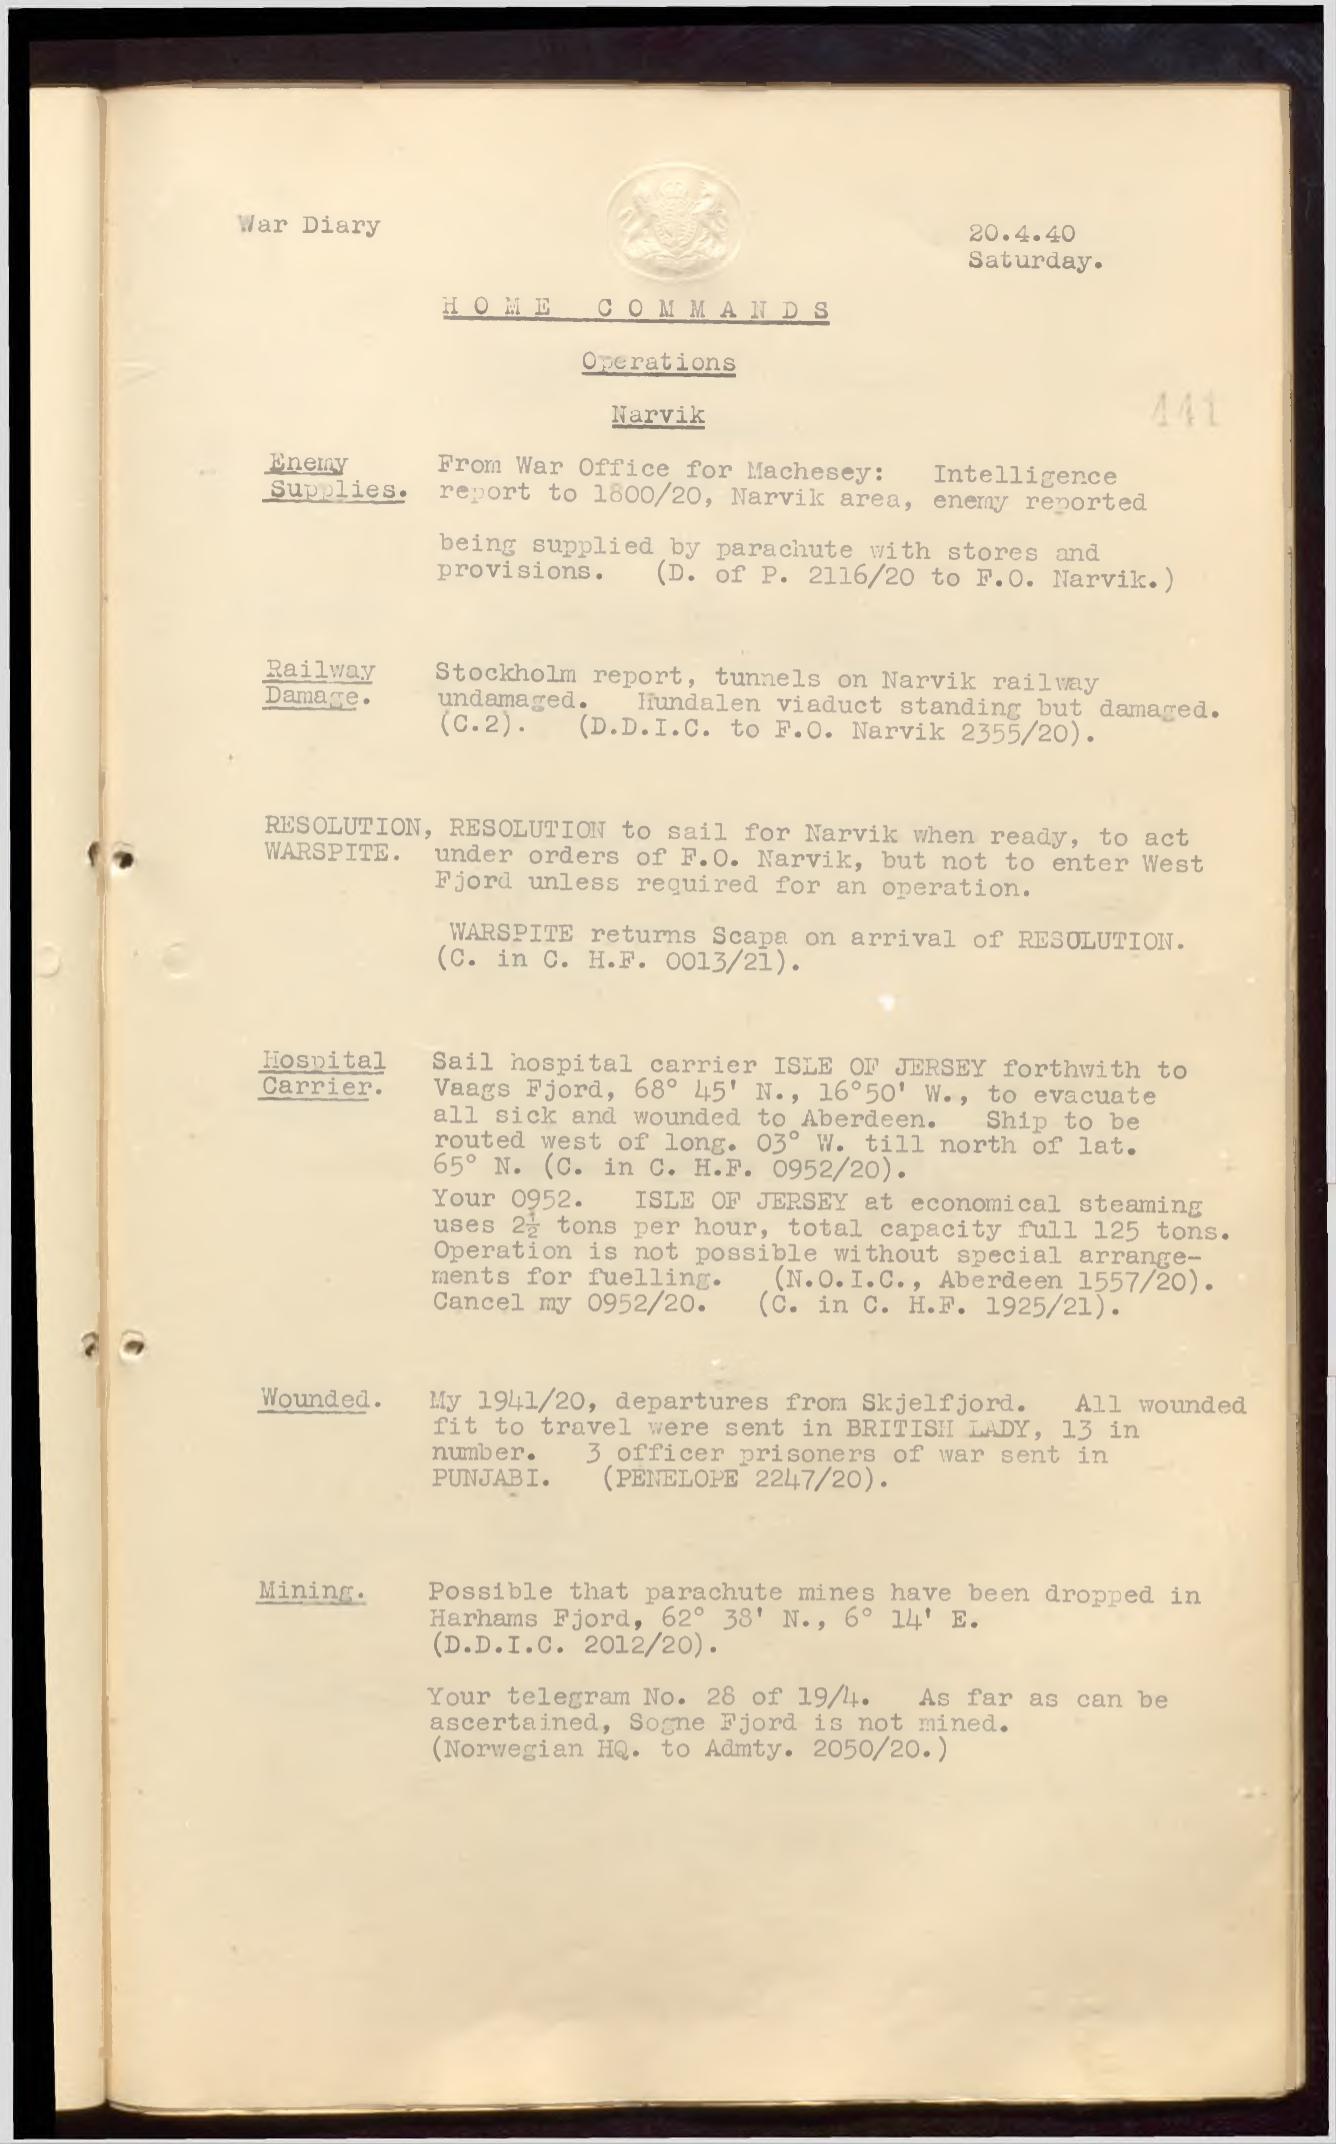 War Diary
20.4.40
Saturday.
HOME COMMANDS
Operations
Narvik
441
Enemy
Supplies.
From War Office for Machesey: Intelligence
report to 1800/20, Narvik area, enemy reported
being supplied by parachute with stores and
provisions. (D. of P. 2116/20 to F.O. Narvik.)
Railway
Damage.
Stockholm report, tunnels on Narvik railway
undamaged. Hundalen viaduct standing but damaged.
(C.2). (D.D.I.C. to F.O. Narvik 2355/20).
RESOLUTION,
WARSPITE.
RESOLUTION to sail for Narvik when ready, to act
under orders of F.O. Narvik, but not to enter West
Fjord unless required for an operation.
WARSPITE returns Scapa on arrival of RESOLUTION.
(C. in C. H.F. 0013/21).
Hospital
Carrier.
Sail hospital carrier ISLE OF JERSEY forthwith to
Vaags Fjord, 68° 45' N., 16°50' W., to evacuate
all sick and wounded to Aberdeen. Ship to be
routed west of long. 03° W. till north of lat.
65° N. (C. in C. H.F. 0952/20).
Your 0952. ISLE OF JERSEY at economical steaming
uses 2½ tons per hour, total capacity full 125 tons.
Operation is not possible without special arrange-
ments for fuelling. (N.O.I.C., Aberdeen 1557/20).
Cancel my 0952/20. (C. in C. H.F. 1925/21).
Wounded.
My 1941/20, departures from Skjelfjord. All wounded
fit to travel were sent in BRITISH LADY, 13 in
number. 3 officer prisoners of war sent in
PUNJABI. (PENELOPE 2247/20).
Mining.
Possible that parachute mines have been dropped in
Harhams Fjord, 62° 38' N., 6° 14' E.
(D.D.I.C. 2012/20).
Your telegram No. 28 of 19/4. As far as can be
ascertained, Sogne Fjord is not mined.
(Norwegian HQ. to Admty. 2050/20.)